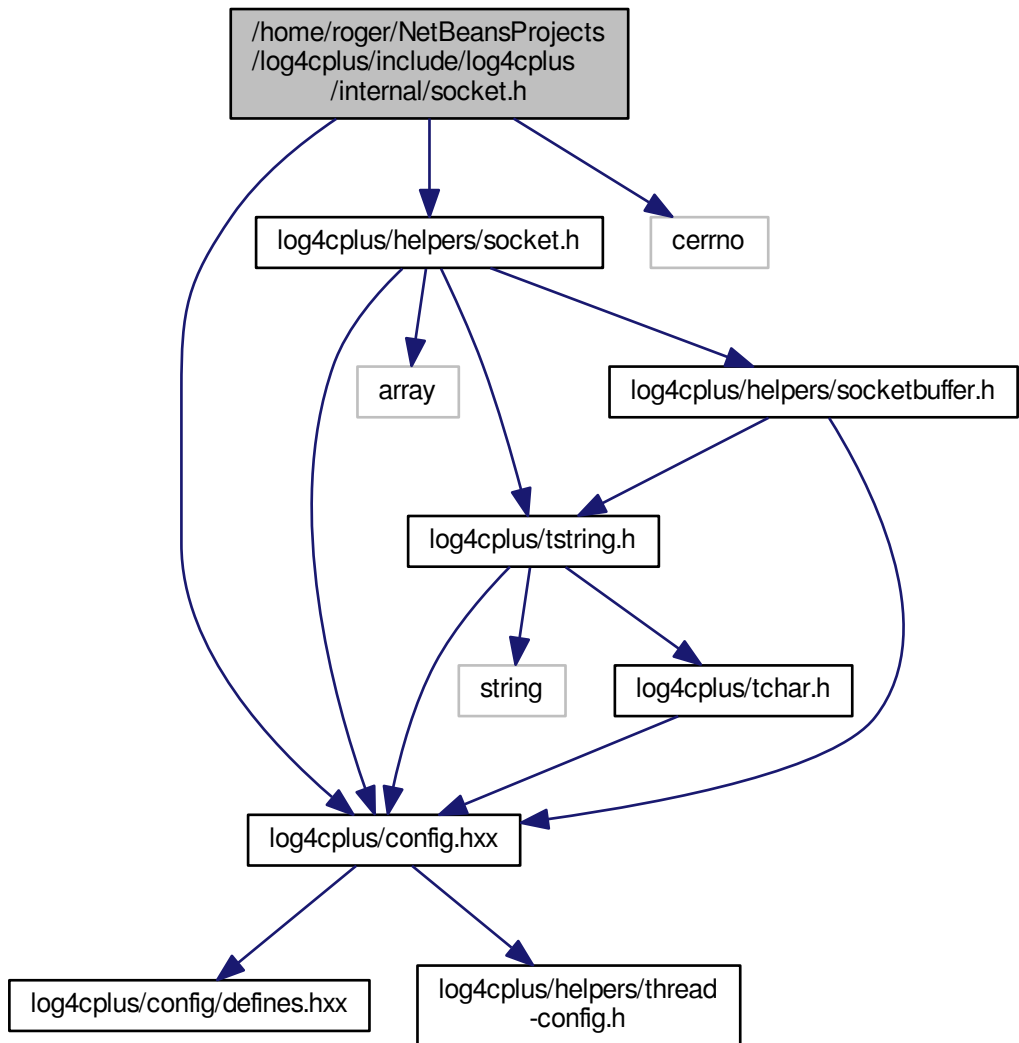 /home/roger/NetBeansProjects
/log4cplus/include/log4cplus
/internal/socket.h
log4cplus/helpers/socket.h
cerrno
array
log4cplus/helpers/socketbuffer.h
log4cplus/tstring.h
string
log4cplus/tchar.h
log4cplus/config.hxx
log4cplus/config/defines.hxx
log4cplus/helpers/thread
-config.h